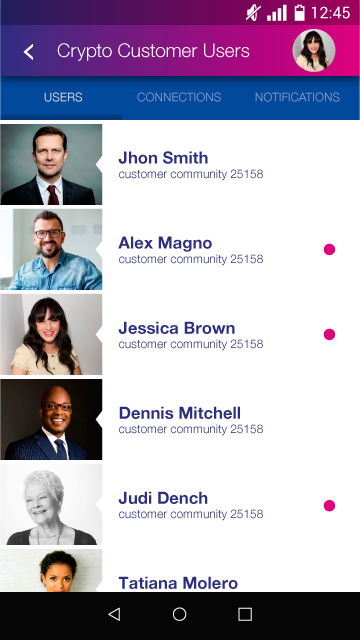 12:45
Crypto Customer Users
USERS CONNECTIONS NOTIFICATIONS
Jhon Smith
customer community 25158
Alex Magno
customer community 25158
Jessica Brown
customer community 25158
Dennis Mitchell
customer community 25158
Judi Dench
customer community 25158
Tatiana Molero